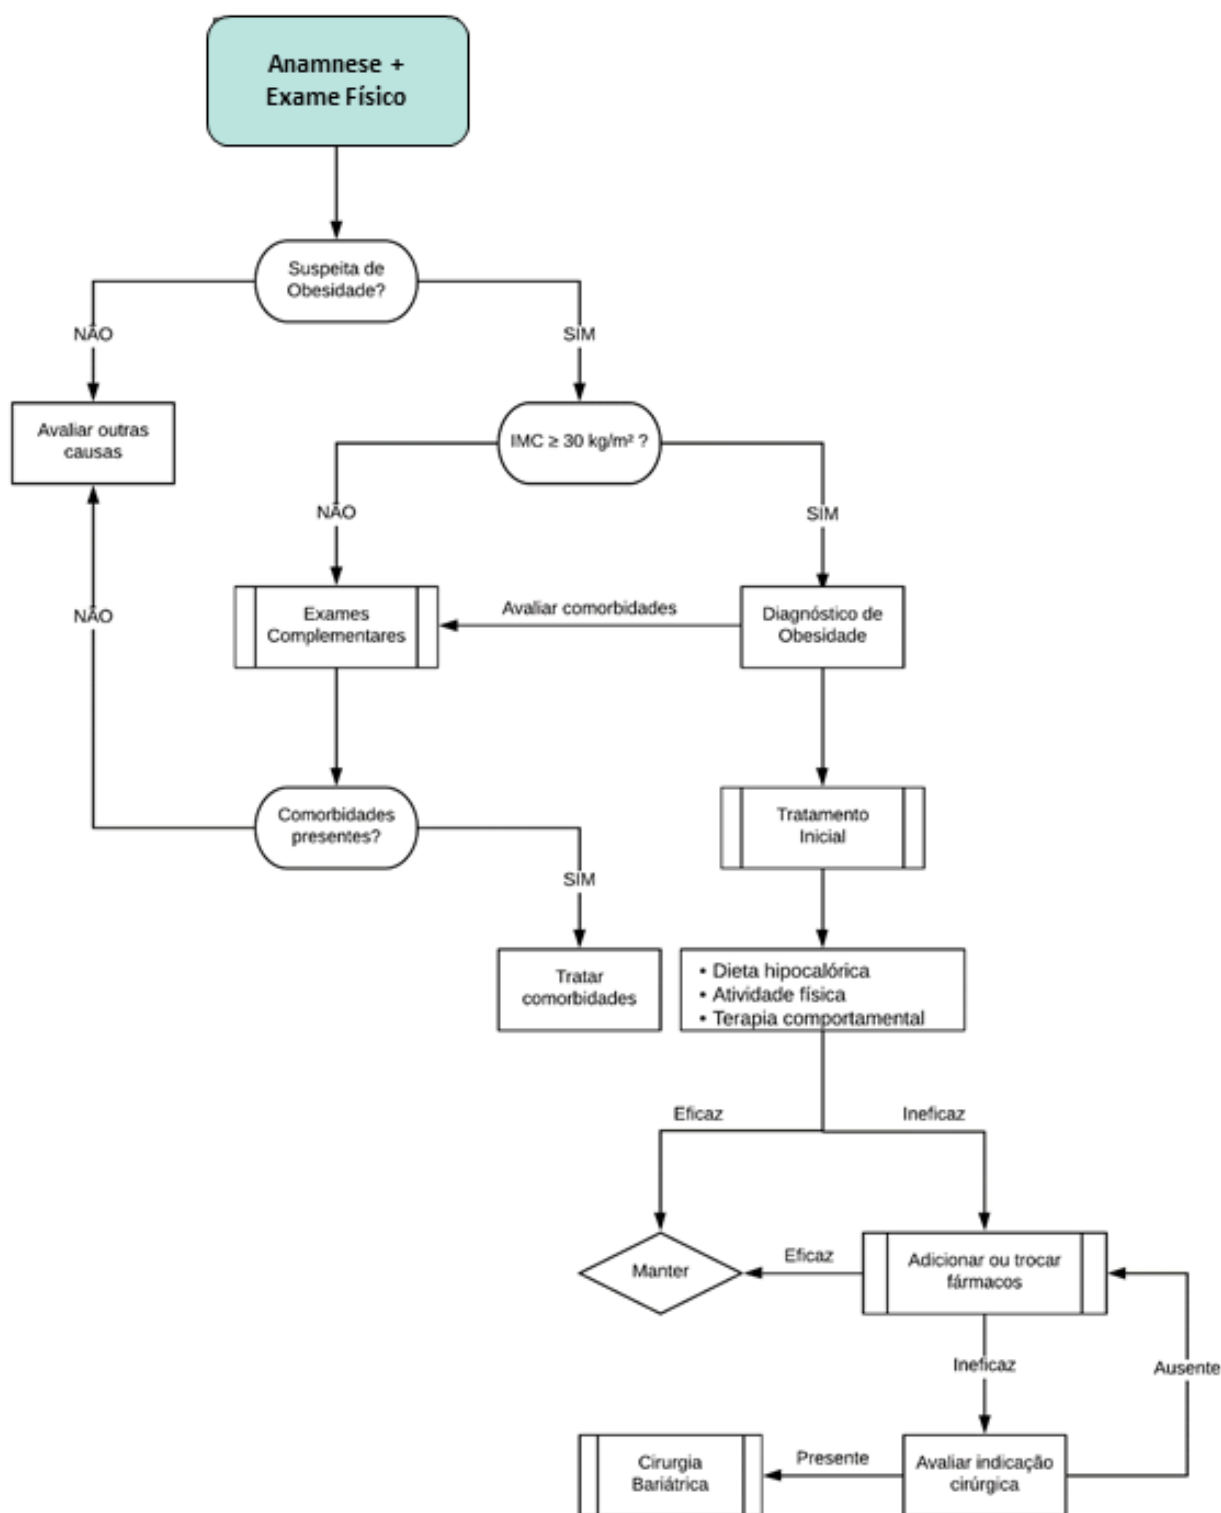 Anamnese +
Exame Físico
Suspeita de
Obesidade?
NÃO
SIM
Avaliar outras
causas
IMC ≥ 30 kg/m² ?
NÃO
SIM
NÃO
Exames
Complementares
Avaliar comorbidades
Diagnóstico de
Obesidade
Comorbidades
presentes?
Tratamento
Inicial
SIM
Tratar
comorbidades
• Dieta hipocalórica
• Atividade física
• Terapia comportamental
Eficaz
Ineficaz
Manter
Eficaz
Adicionar ou trocar
fármacos
Ineficaz
Ausente
Cirurgia
Bariátrica
Presente
Avaliar indicação
cirúrgica